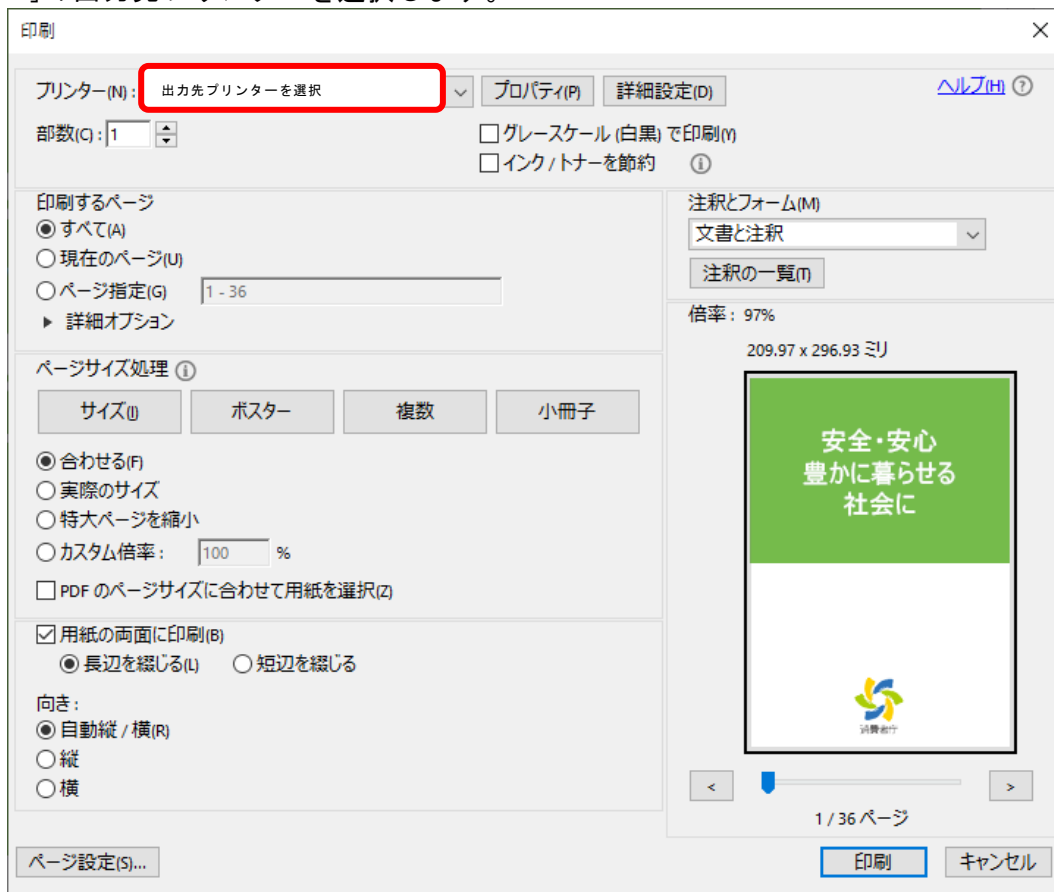 印刷
プリンター(N): 出力先プリンターを選択 プロパティ(P) 詳細設定(D) ヘルプ(H)
部数(C): 1 グレースケール (白黒) で印刷(Y)
インク / トナーを節約
印刷するページ
すべて(A)
現在のページ(U)
ページ指定(G) 1 - 36
詳細オプション
注釈とフォーム(M)
文書と注釈
注釈の一覧(T)
倍率: 97%
209.97 x 296.93 ミリ
ページサイズ処理
サイズ(I) ポスター 複数 小冊子
合わせる(F)
実際のサイズ
特大ページを縮小
カスタム倍率: 100 %
PDF のページサイズに合わせて用紙を選択(Z)
安全・安心
豊かに暮らせる
社会に
消費者庁
用紙の両面に印刷(B)
長辺を綴じる(L) 短辺を綴じる
向き:
自動縦 / 横(R)
縦
横
< >
1 / 36 ページ
ページ設定(S)... 印刷 キャンセル